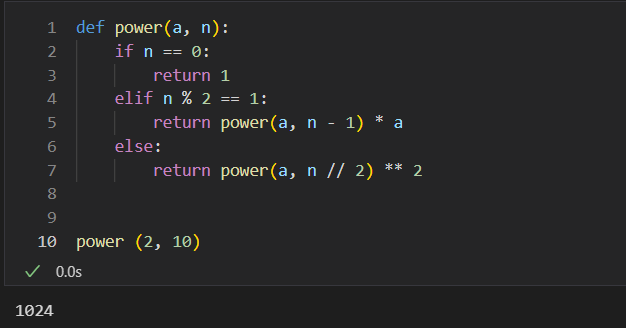 1 def power(a, n):
2     if n == 0:
3         return 1
4     elif n % 2 == 1:
5         return power(a, n - 1) * a
6     else:
7         return power(a, n // 2) ** 2
8
9
10 power (2, 10)
0.0s
1024